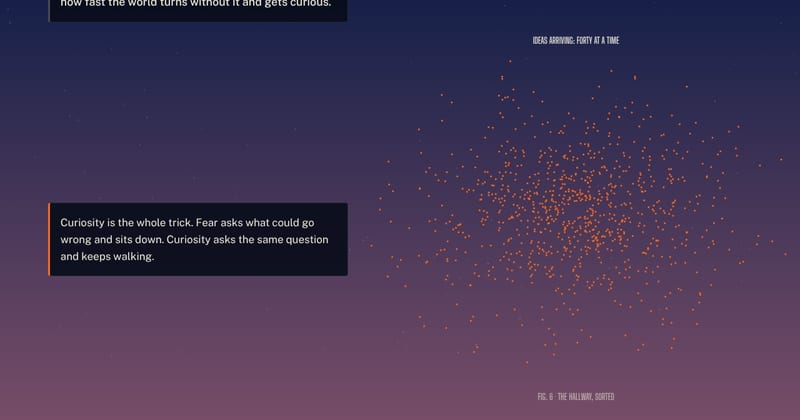 how fast the world turns without it and gets curious.
IDEAS ARRIVING: FORTY AT A TIME
Curiosity is the whole trick. Fear asks what could go
wrong and sits down. Curiosity asks the same question
and keeps walking.
FIG. 6 · THE HALLWAY, SORTED